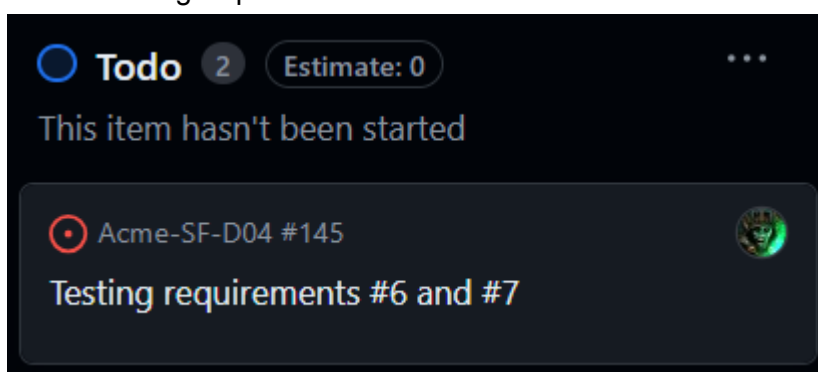 Todo 2 Estimate: 0
This item hasn't been started
Acme-SF-D04 #145
Testing requirements #6 and #7